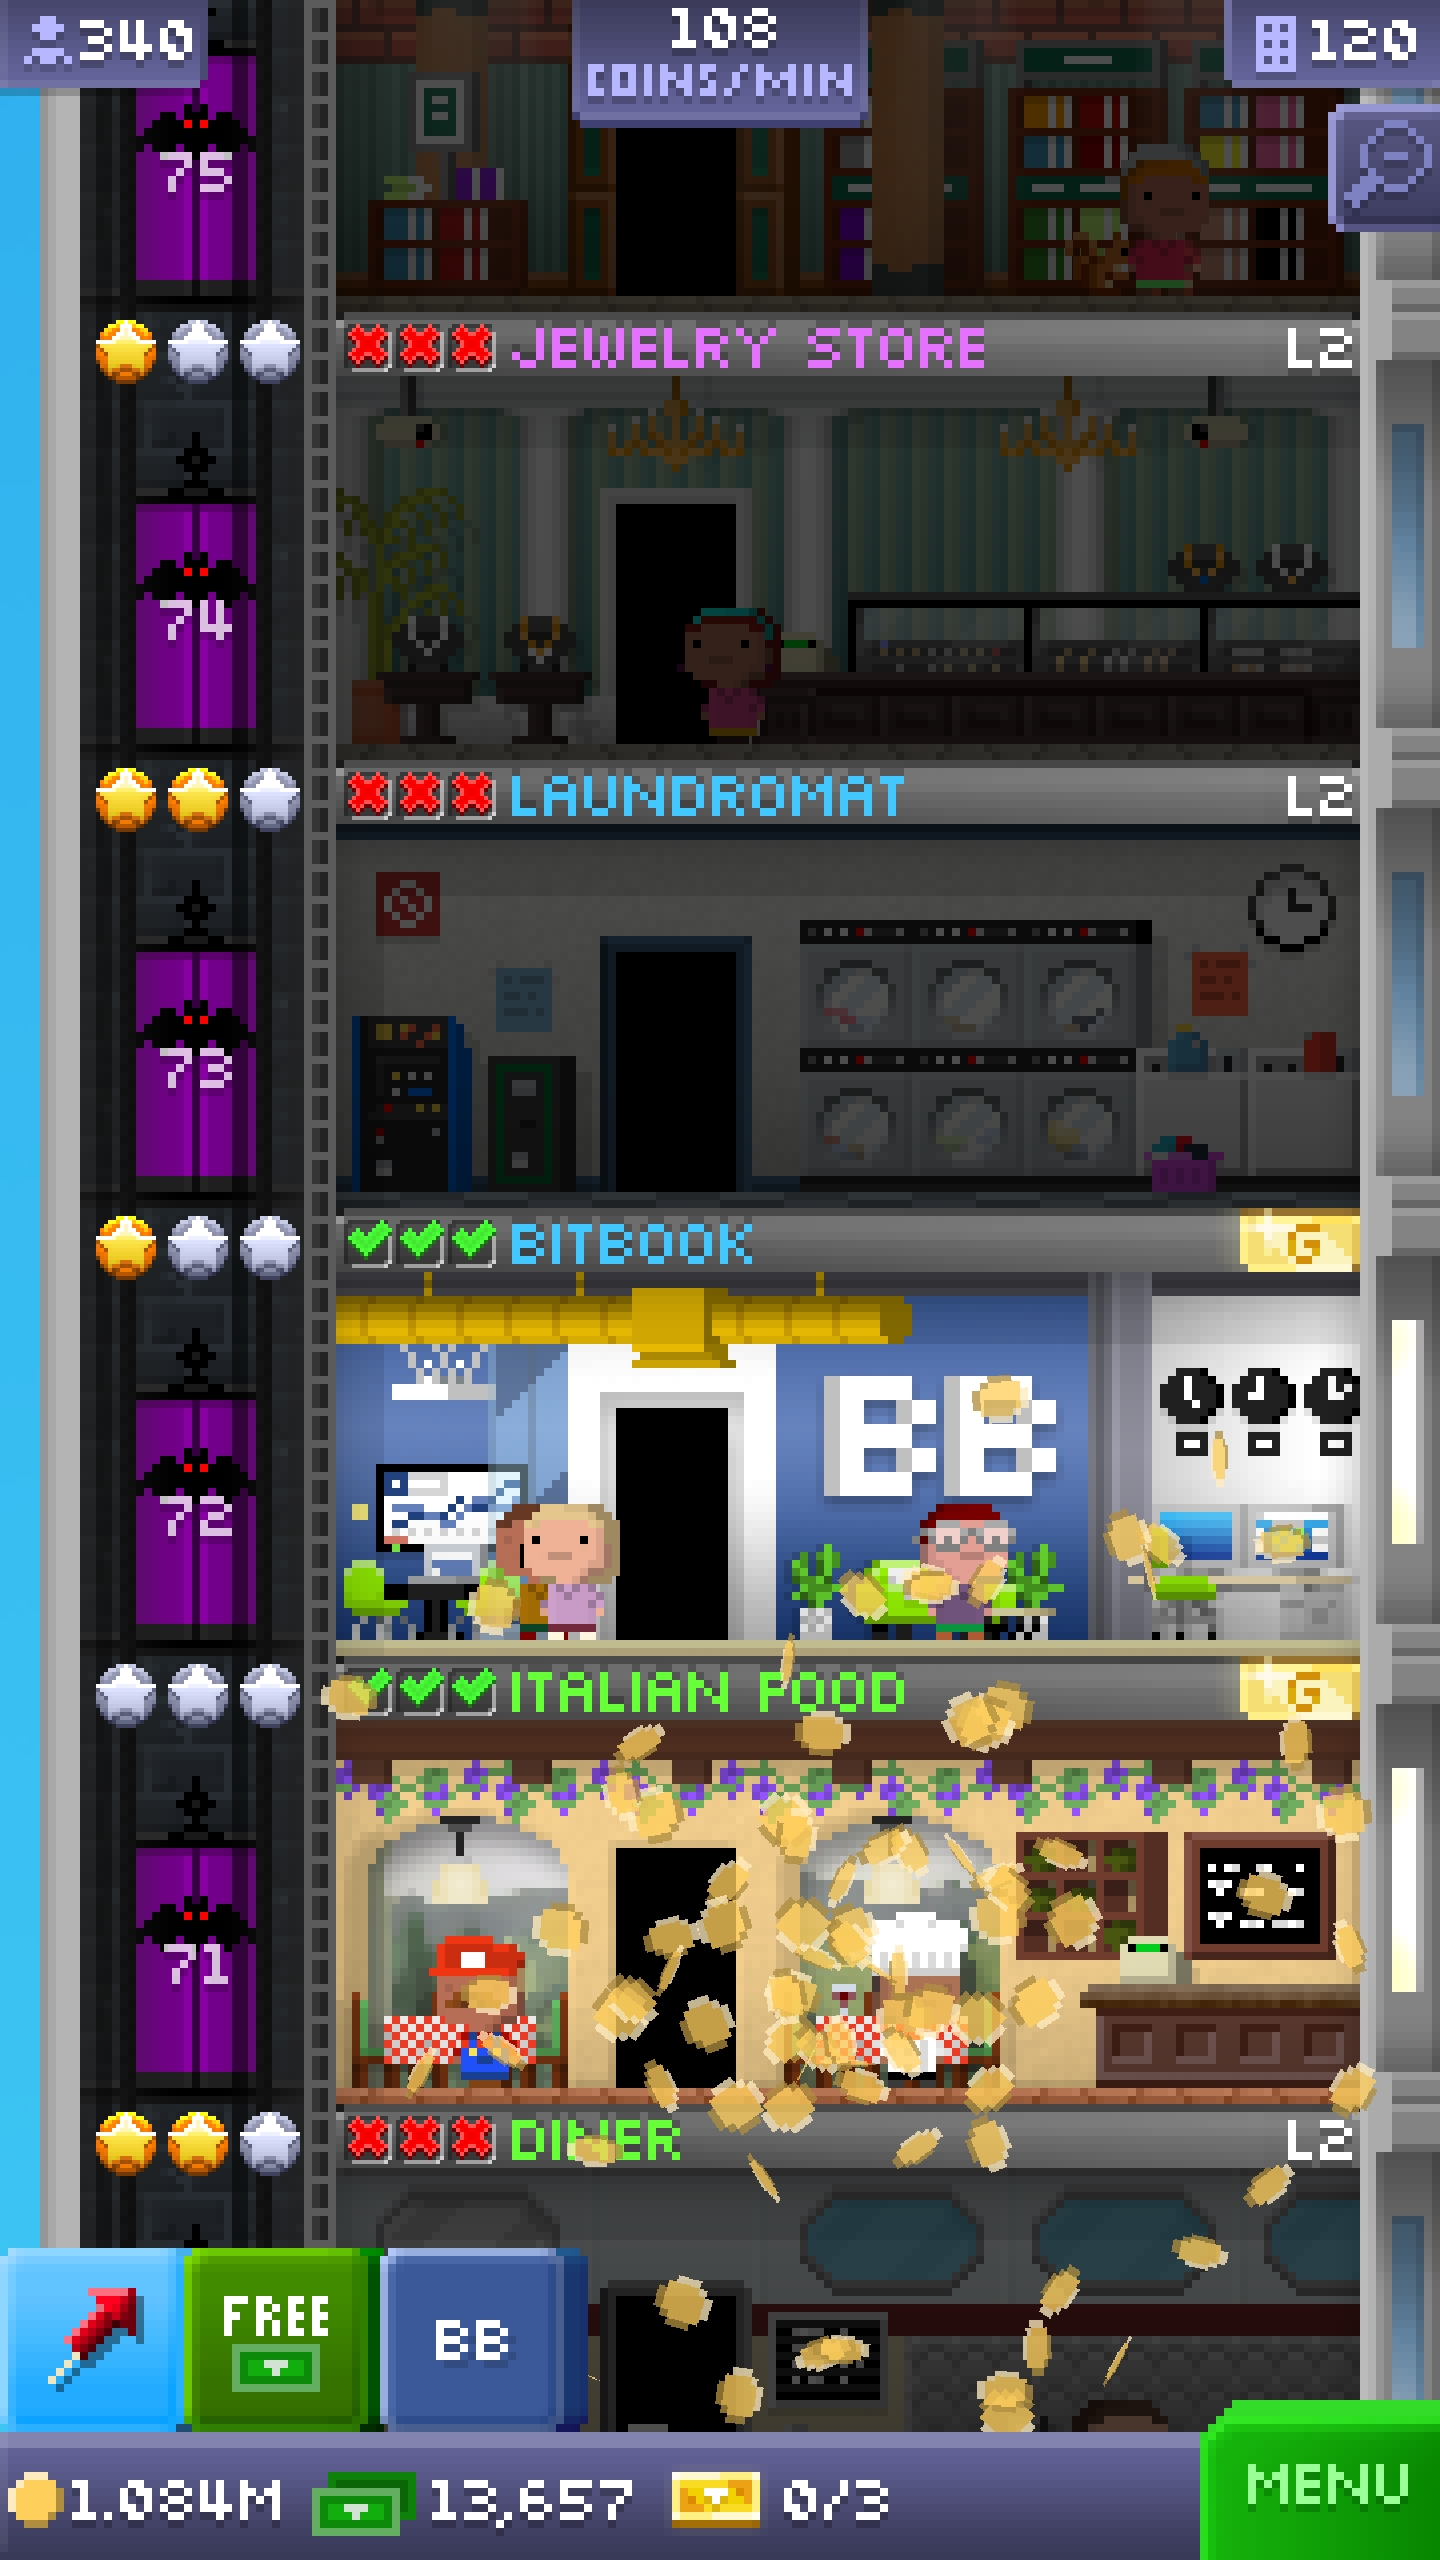 340
108
COINS/MIN
120
75
JEWELRY STORE L2
74
LAUNDROMAT L2
73
BITBOOK G
BB
72
ITALIAN FOOD G
71
DINER L2
FREE
BB
1.084M 13,657 0/3
MENU